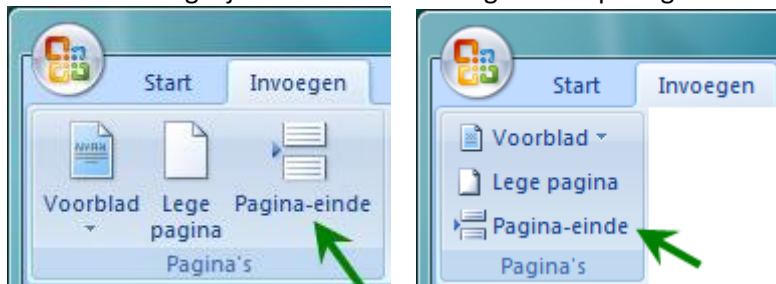 Start Invoegen
Voorblad Lege pagina Pagina-einde
Pagina's
Start Invoegen
Voorblad
Lege pagina
Pagina-einde
Pagina's